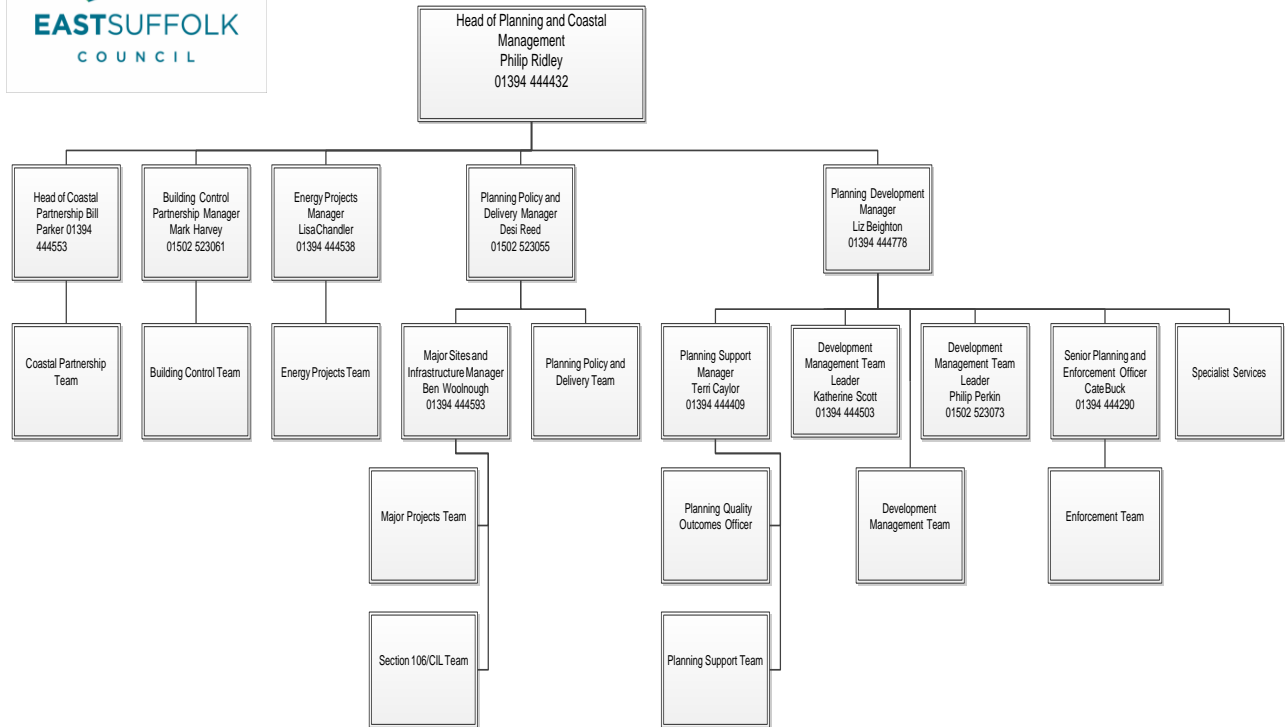 EASTSUFFOLK
COUNCIL
Head of Planning and Coastal
Management
Philip Ridley
01394 444432
Head of Coastal
Partnership Bill
Parker 01394
444553
Building Control
Partnership Manager
Mark Harvey
01502 523061
Energy Projects
Manager
Lisa Chandler
01394 444538
Planning Policy and
Delivery Manager
Desi Reed
01502 523055
Planning Development
Manager
Liz Beighton
01394 444778
Coastal Partnership
Team
Building Control Team
Energy Projects Team
Major Sites and
Infrastructure Manager
Ben Woolnough
01394 444593
Planning Policy and
Delivery Team
Planning Support
Manager
Terri Caylor
01394 444409
Development
Management Team
Leader
Katherine Scott
01394 444503
Development
Management Team
Leader
Philip Perkin
01502 523073
Senior Planning and
Enforcement Officer
Cate Buck
01394 444290
Specialist Services
Major Projects Team
Planning Quality
Outcomes Officer
Development
Management Team
Enforcement Team
Section 106/CIL Team
Planning Support Team